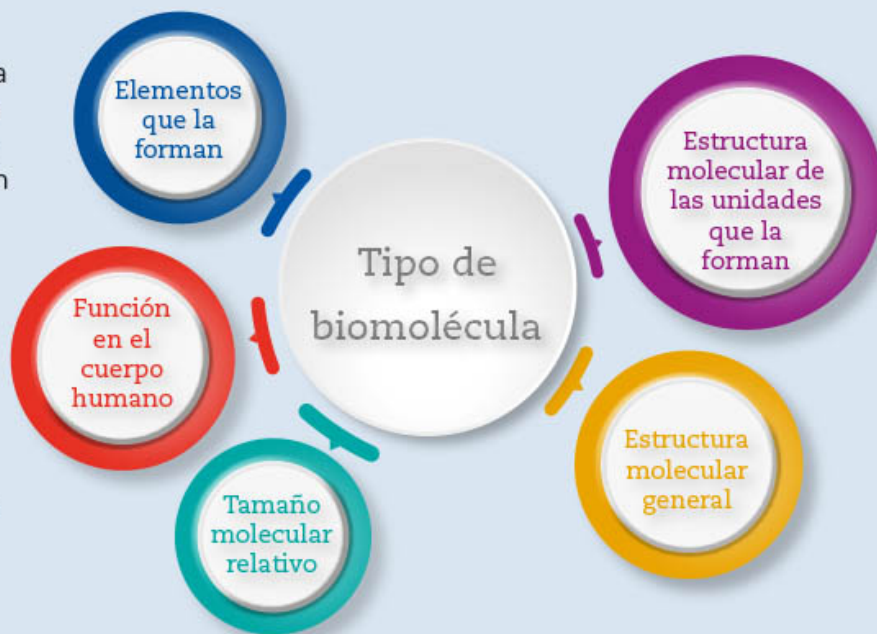 a
n
Elementos
que la
forman
Estructura
molecular de
las unidades
que la
forman
Tipo de
biomolécula
Función
en el
cuerpo
humano
Estructura
molecular
general
Tamaño
molecular
relativo